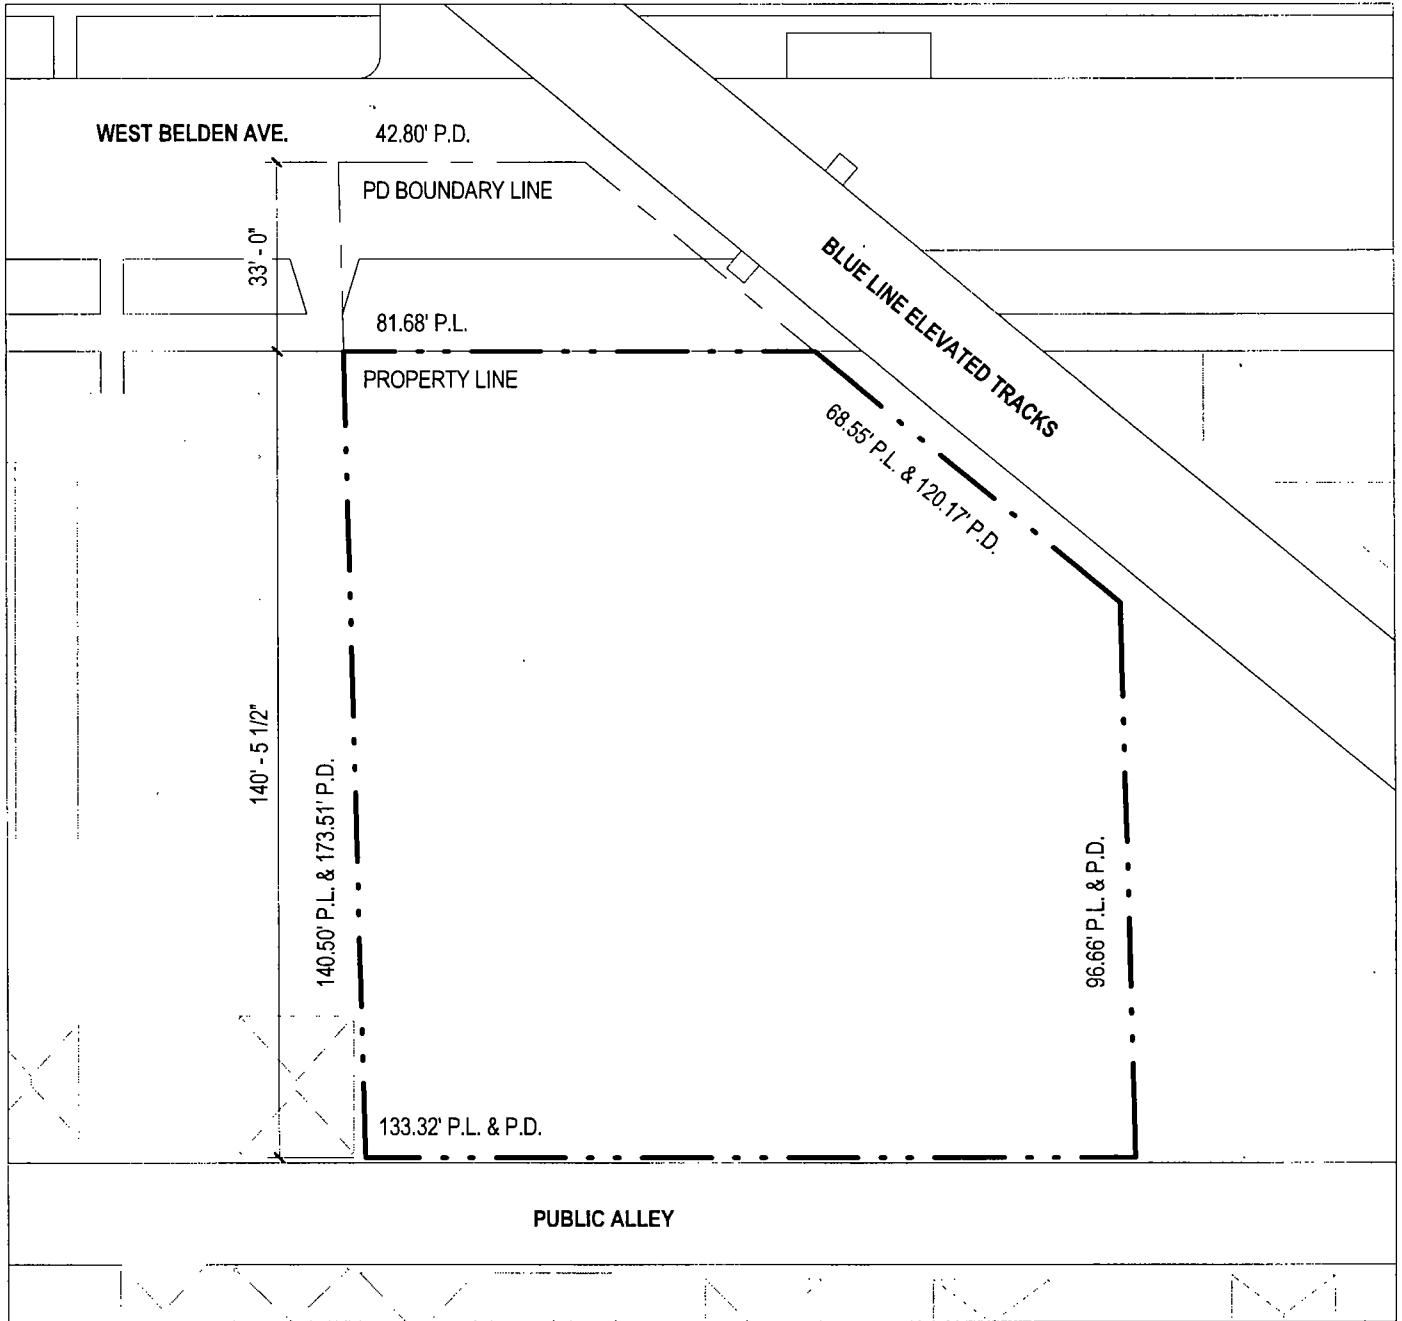 WEST BELDEN AVE.
42.80' P.D.
PD BOUNDARY LINE
33' - 0"
BLUE LINE ELEVATED TRACKS
81.68' P.L.
PROPERTY LINE
68.55' P.L. & 120.17' P.D.
140' - 5 1/2"
140.50' P.L. & 173.51' P.D.
96.66' P.L. & P.D.
133.32' P.L. & P.D.
PUBLIC ALLEY